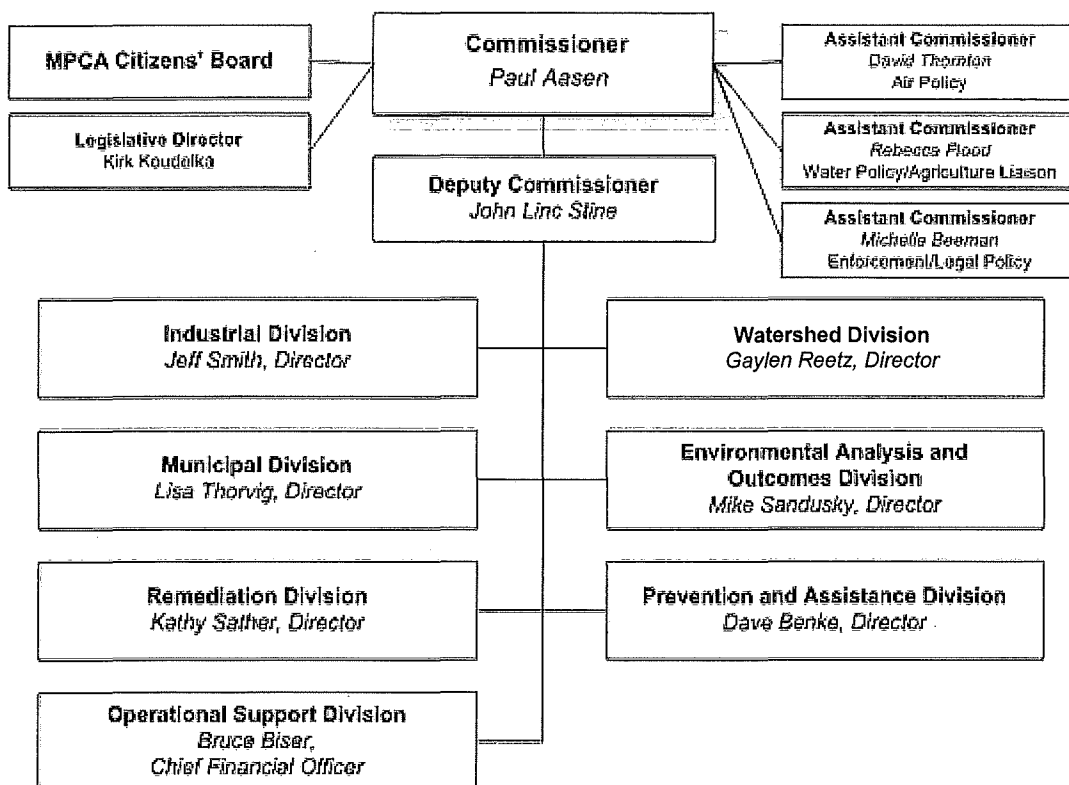 MPCA Citizens' Board
Commissioner
Paul Aasen
Assistant Commissioner
David Thornton
Air Policy
Legislative Director
Kirk Koudelka
Assistant Commissioner
Rebecca Flood
Water Policy/Agriculture Liaison
Deputy Commissioner
John Linc Stine
Assistant Commissioner
Michelle Beeman
Enforcement/Legal Policy
Industrial Division
Jeff Smith, Director
Watershed Division
Gaylen Reetz, Director
Municipal Division
Lisa Thorvig, Director
Environmental Analysis and
Outcomes Division
Mike Sandusky, Director
Remediation Division
Kathy Sather, Director
Prevention and Assistance Division
Dave Benke, Director
Operational Support Division
Bruce Biser,
Chief Financial Officer